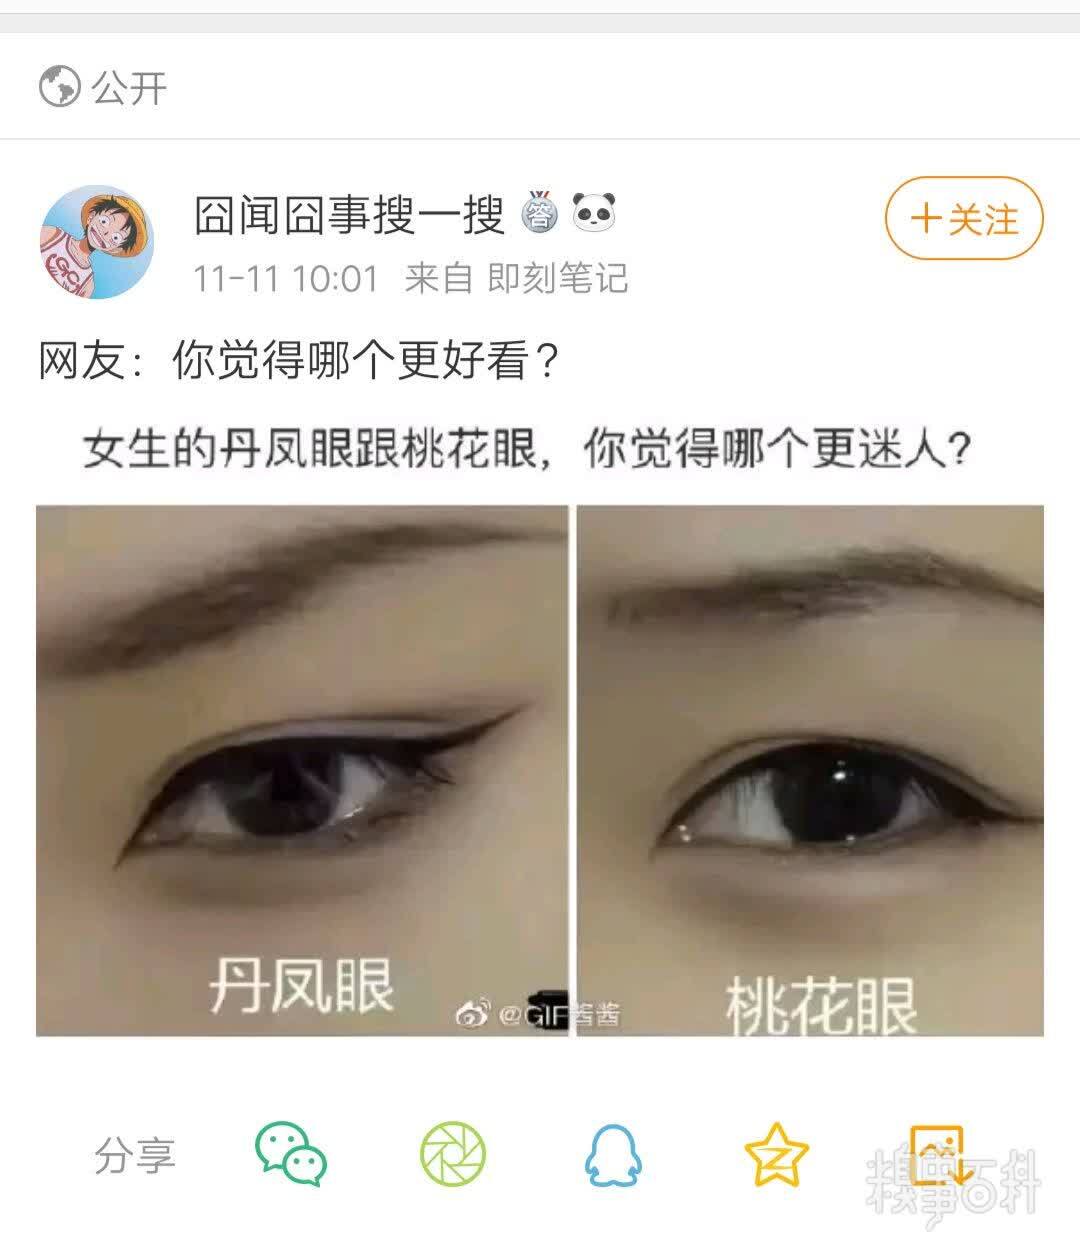 公开
囧闻囧事搜一搜 答
+关注
11-11 10:01 来自 即刻笔记
网友：你觉得哪个更好看？
女生的丹凤眼跟桃花眼，你觉得哪个更迷人？
丹凤眼
桃花眼
@GIF酱酱
分享
糗事百科